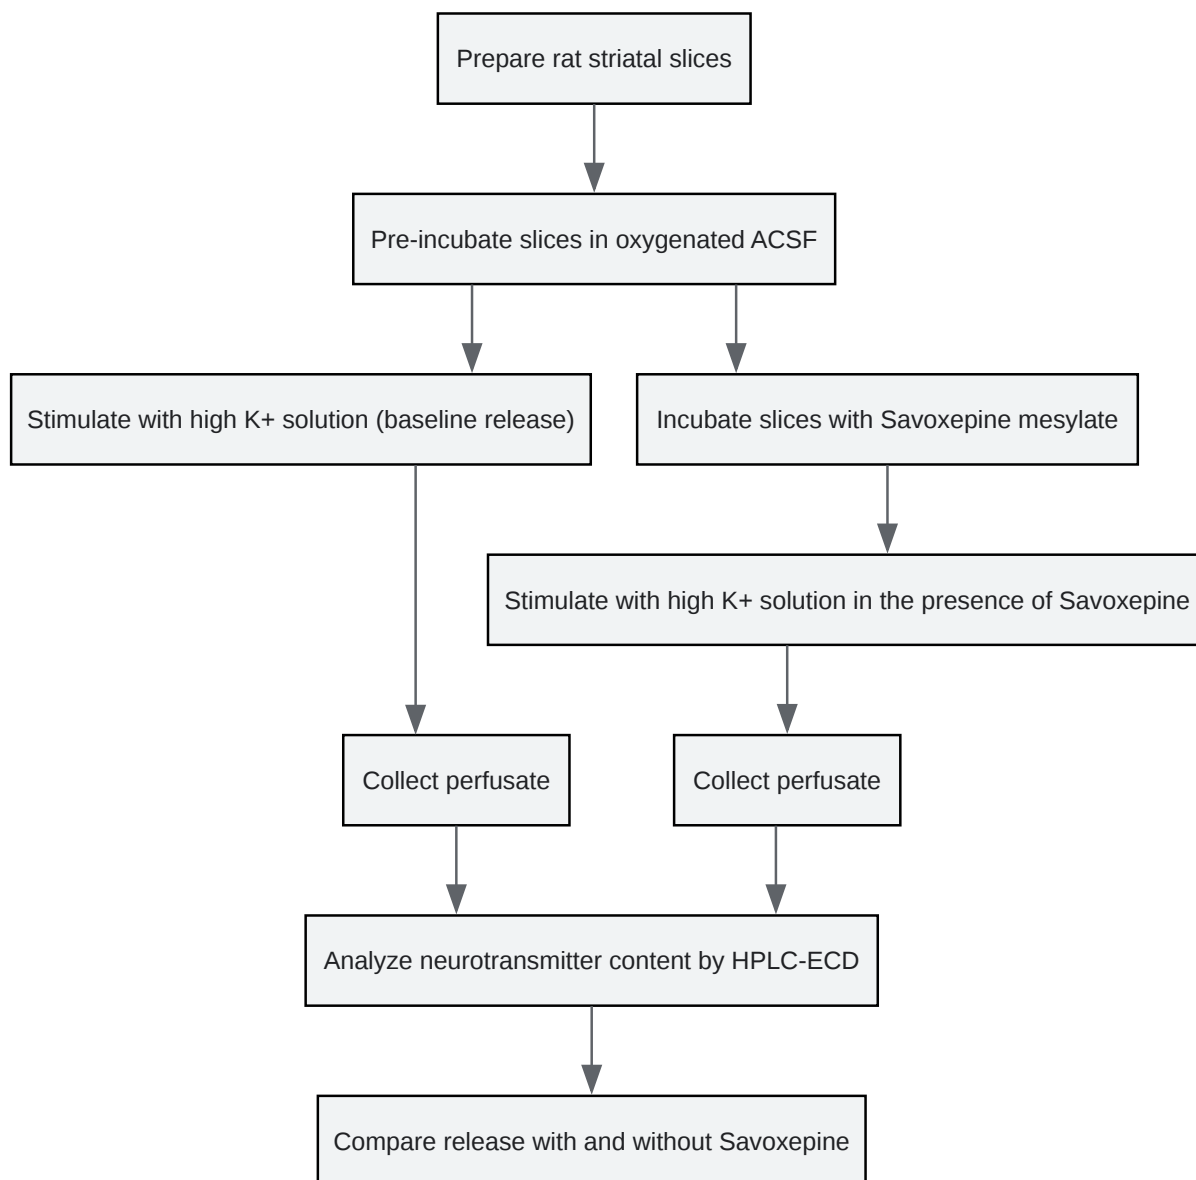 Prepare rat striatal slices
Pre-incubate slices in oxygenated ACSF
Stimulate with high K+ solution (baseline release)
Incubate slices with Savoxepine mesylate
Stimulate with high K+ solution in the presence of Savoxepine
Collect perfusate
Collect perfusate
Analyze neurotransmitter content by HPLC-ECD
Compare release with and without Savoxepine